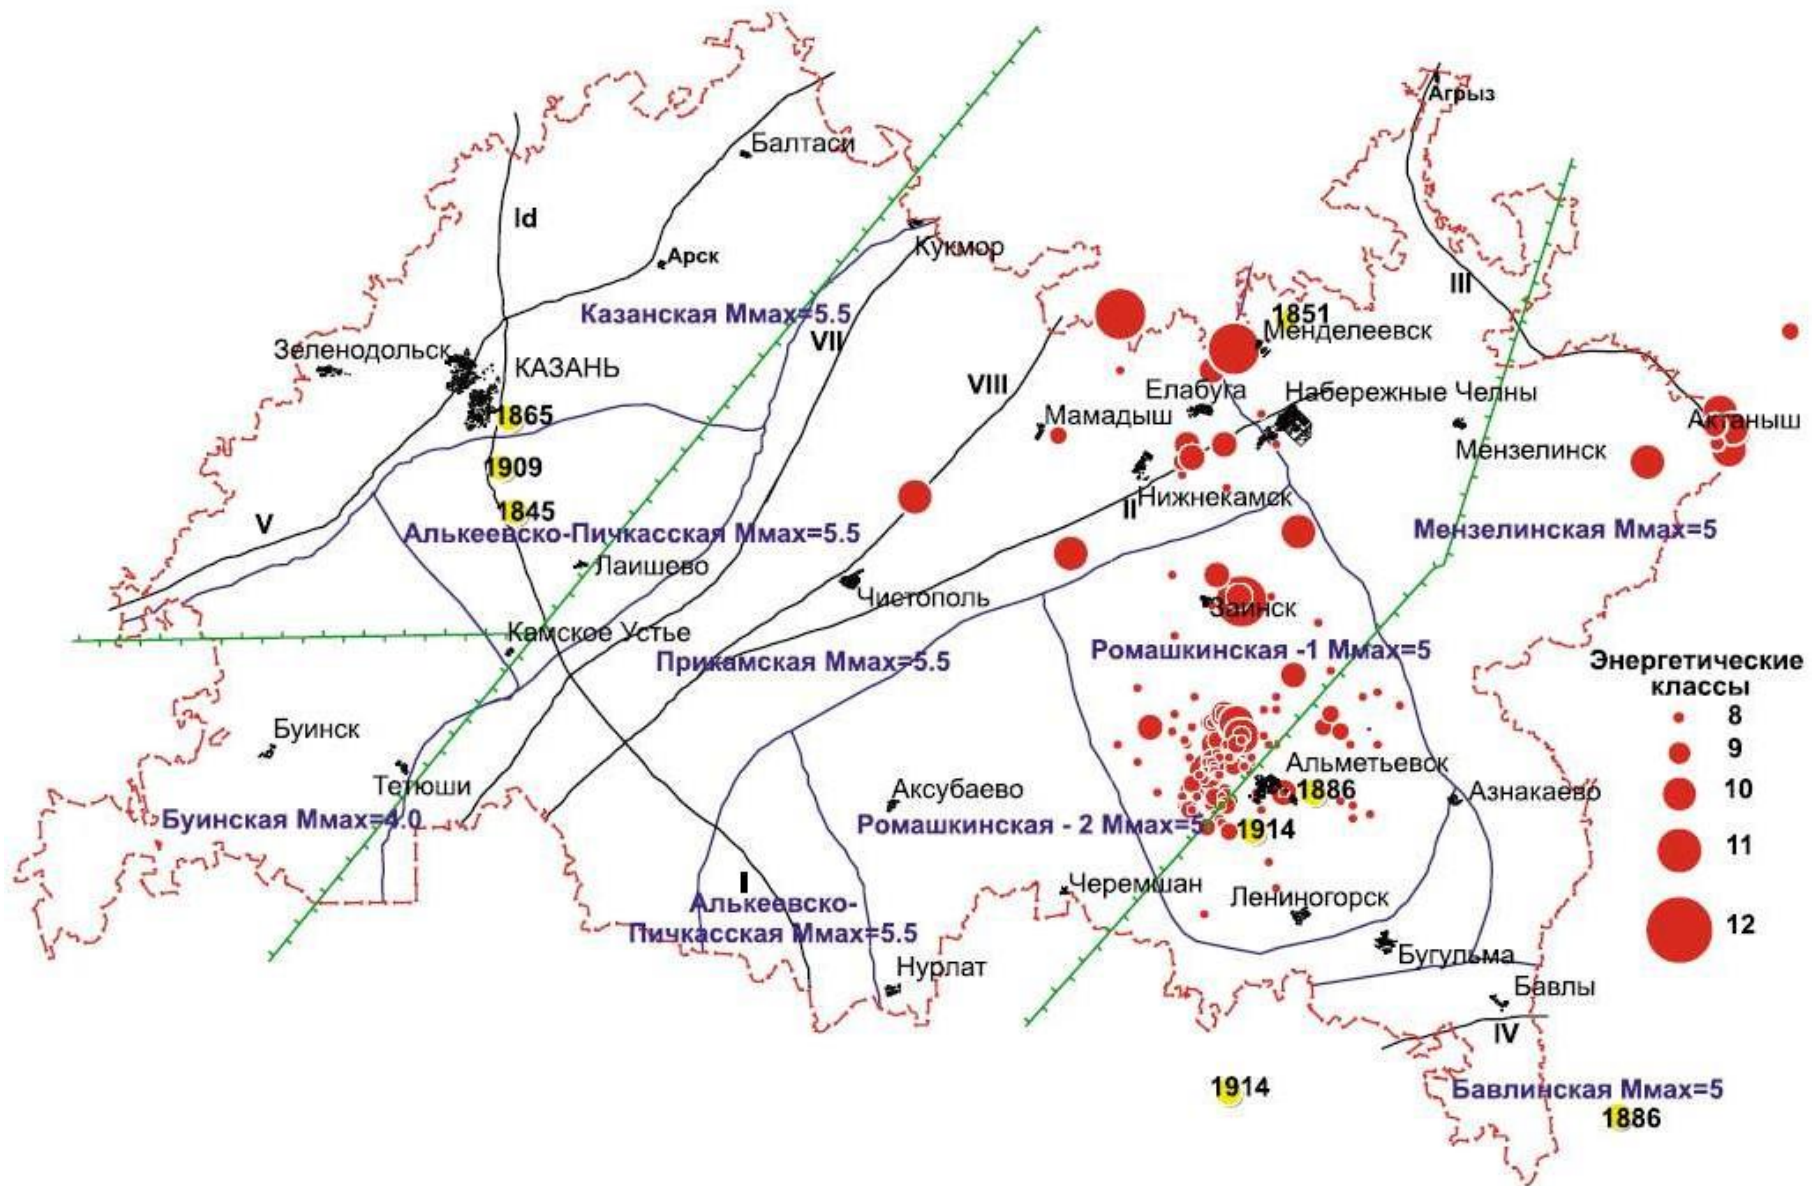 Агрыз
Балтаси
Id
Арск
Кукмор
III
Казанская Ммах=5.5
1851
Менделеевск
VII
Зеленодольск
КАЗАНЬ
VIII
Елабуга
Набережные Челны
1865
Мамадыш
Актаныш
Мензелинск
1909
Нижнекамск
1845
II
V
Алькеевско-Пичкасская Ммах=5.5
Мензелинская Ммах=5
Лаишево
Чистополь
Заинск
Камское Устье
Прикамская Ммах=5.5
Ромашкинская -1 Ммах=5
Энергетические
классы
8
9
10
11
12
Буинск
Тетюши
Альметьевск
Аксубаево
1886
Азнакаево
Буинская Ммах=4.0
Ромашкинская - 2 Ммах=5
1914
I
Черемшан
Лениногорск
Алькеевско-
Пичкасская Ммах=5.5
Нурлат
Бугульма
Бавлы
IV
1914
Бавлинская Ммах=5
1886